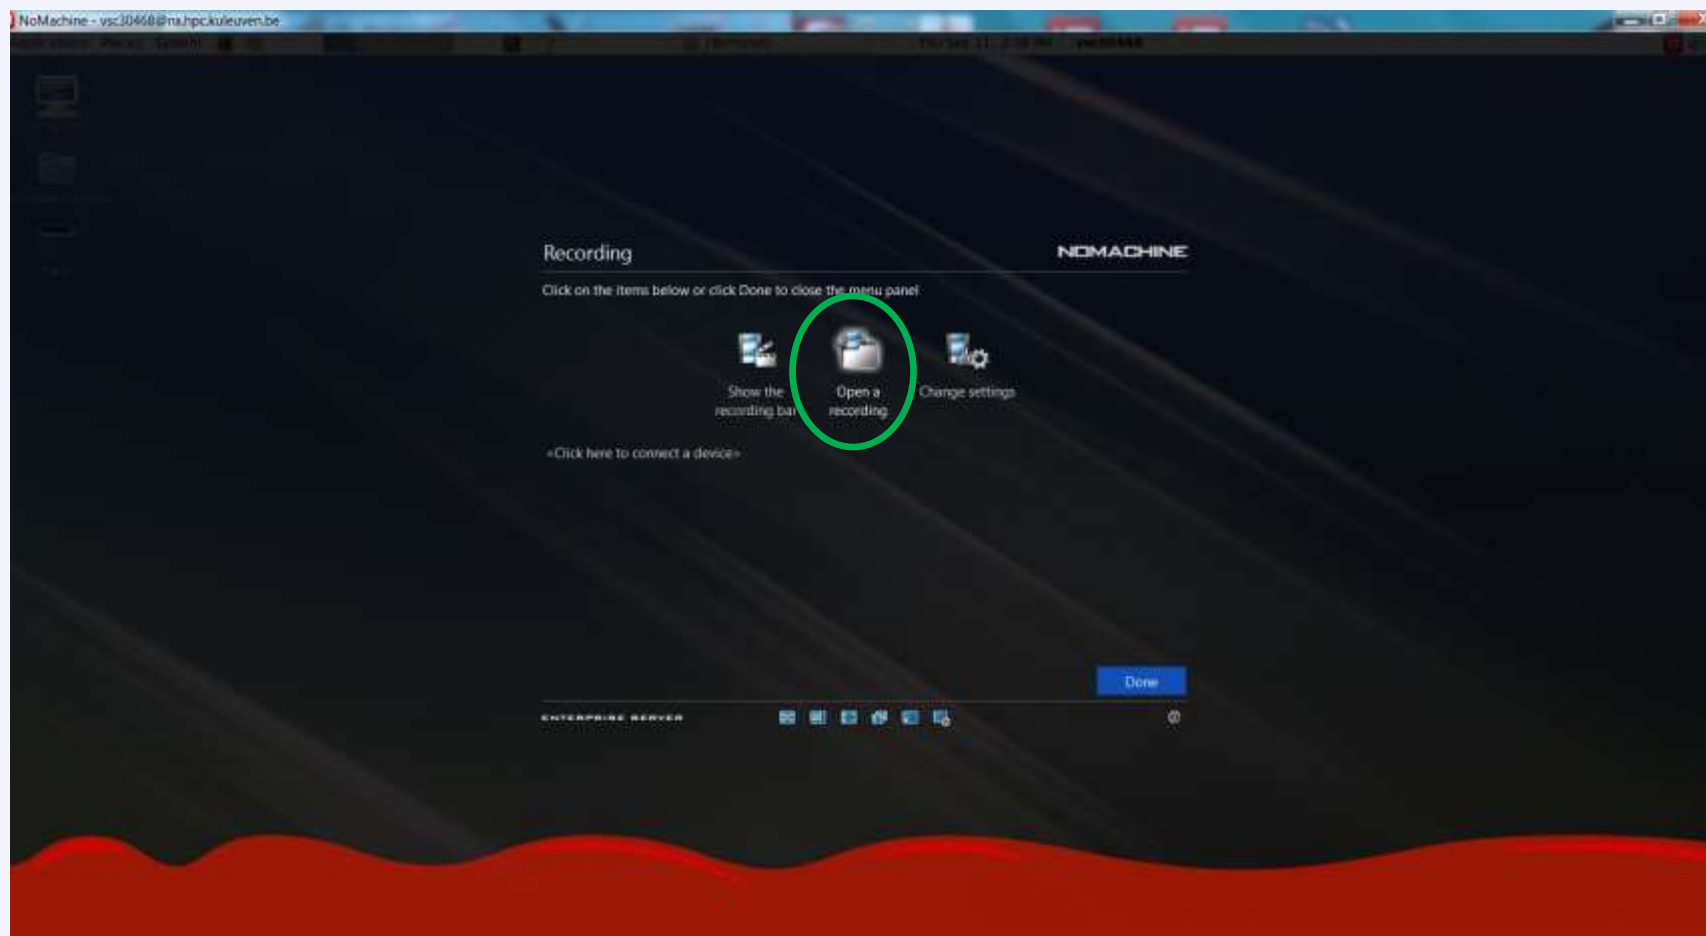 NoMachine - vsc30468@nx.hpc.kuleuven.be
Recording
NOMACHINE
Click on the items below or click Done to close the menu panel
Show the
recording bar
Open a
recording
Change settings
<Click here to connect a device>
Done
ENTERPRISE SERVER